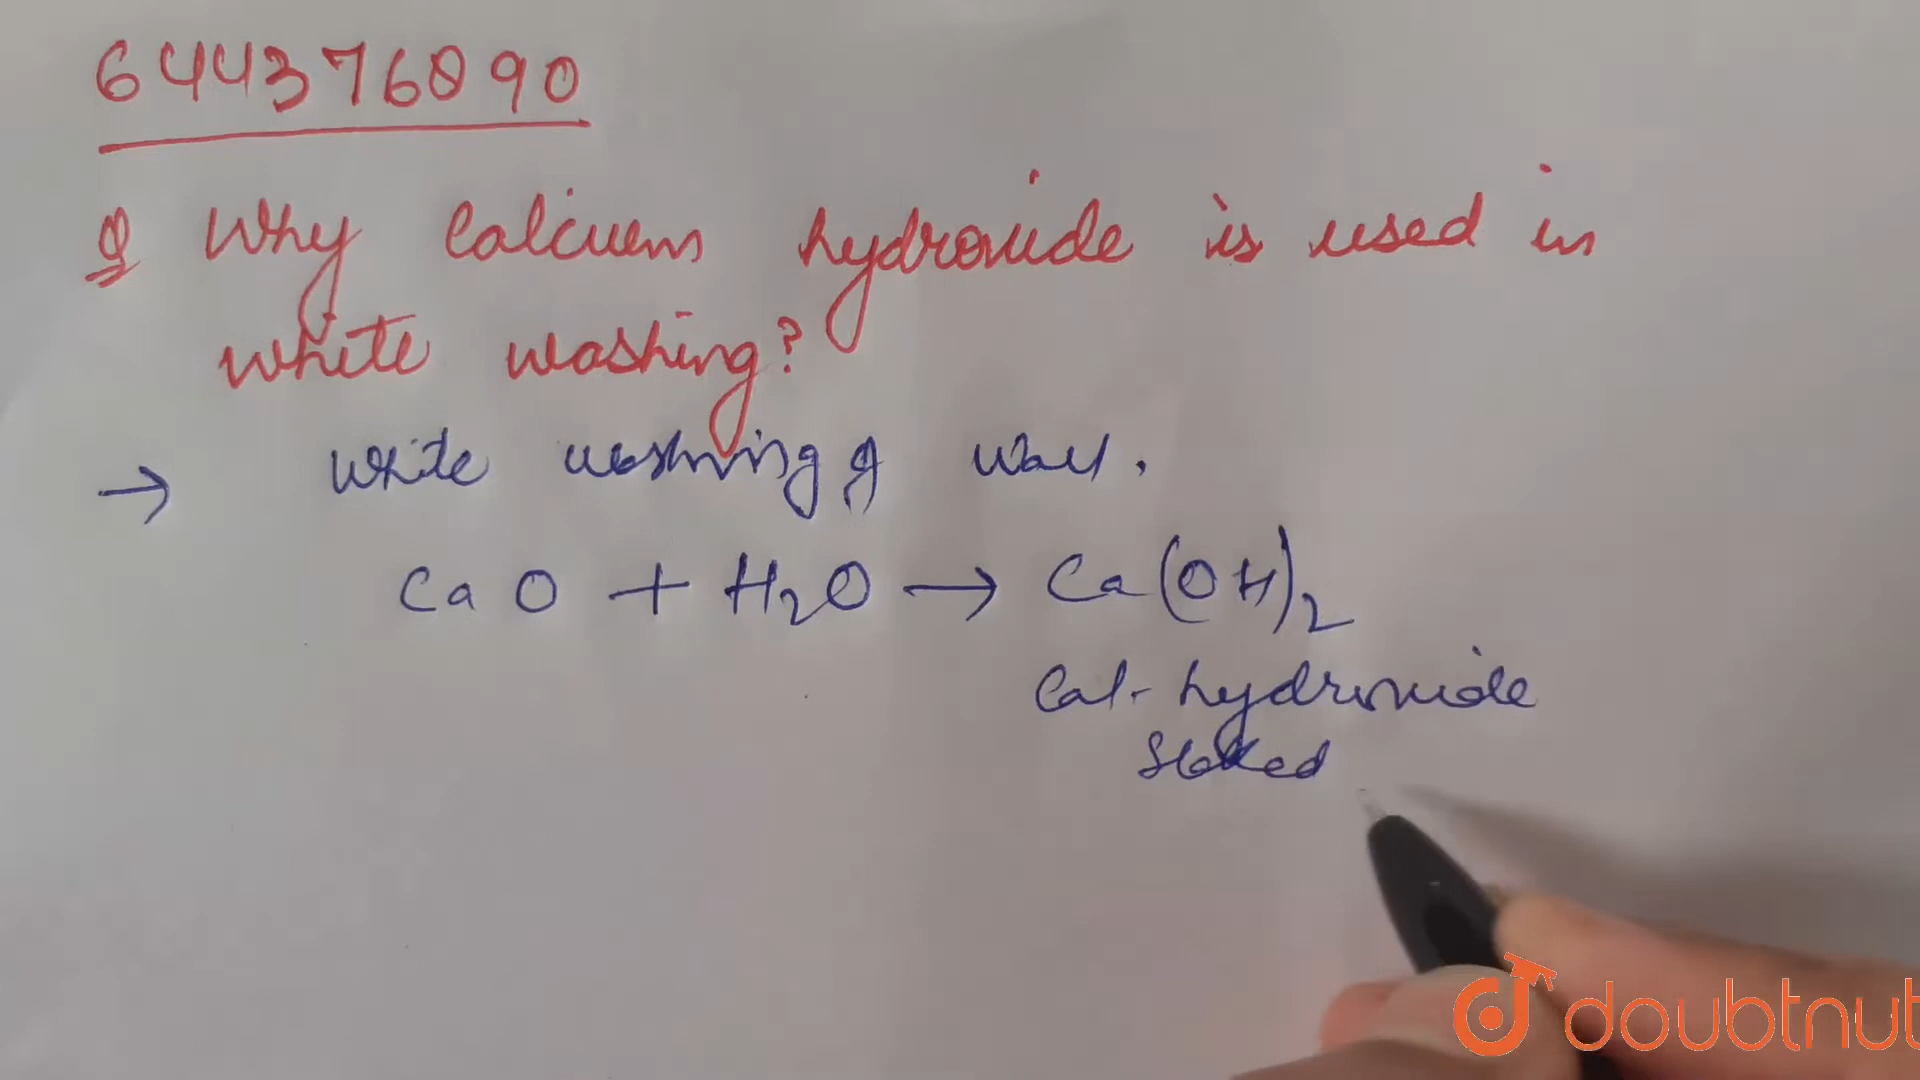 644376890
Q Why Calcium hydroxide is used in
white washing?
→ white washing of wall.
CaO + H₂O → Ca(OH)₂
Cal- hydroxide
Slaked
doubtnut